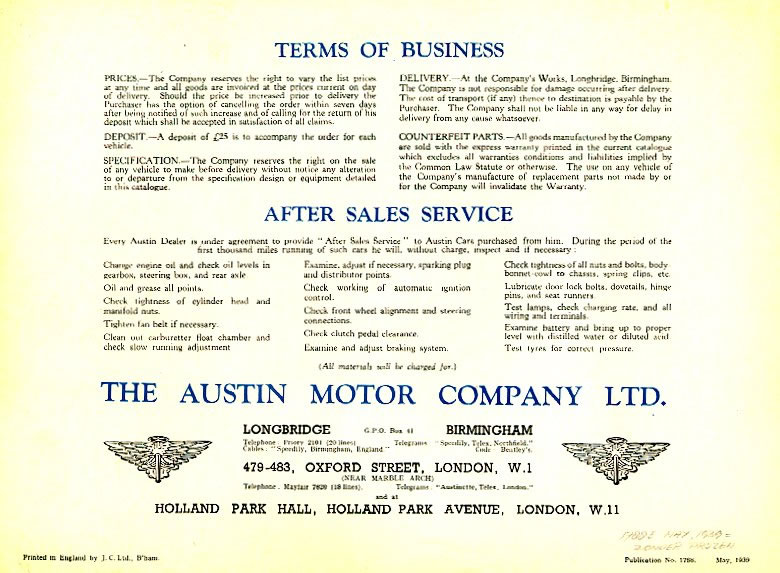 TERMS OF BUSINESS
PRICES.—The Company reserves the right to vary the list prices
at any time and all goods are invoiced at the prices current on day
of delivery. Should the price be increased prior to delivery the
Purchaser has the option of cancelling the order within seven days
after being notified of such increase and of calling for the return of his
deposit which shall be accepted in satisfaction of all claims.
DEPOSIT.—A deposit of £25 is to accompany the order for each
vehicle.
SPECIFICATION.—The Company reserves the right on the sale
of any vehicle to make before delivery without notice any alteration
to or departure from the specification design or equipment detailed
in this catalogue.
DELIVERY.—At the Company's Works, Longbridge, Birmingham.
The Company is not responsible for damage occurring after delivery.
The cost of transport (if any) thence to destination is payable by the
Purchaser. The Company shall not be liable in any way for delay in
delivery from any cause whatsoever.
COUNTERFEIT PARTS.—All goods manufactured by the Company
are sold with the express warranty printed in the current catalogue
which excludes all warranties conditions and liabilities implied by
the Common Law Statute or otherwise. The use on any vehicle of
the Company's manufacture of replacement parts not made by or
for the Company will invalidate the Warranty.
AFTER SALES SERVICE
Every Austin Dealer is under agreement to provide "After Sales Service" to Austin Cars purchased from him. During the period of the
first thousand miles running of such cars he will, without charge, inspect and if necessary :
Change engine oil and check oil levels in
gearbox, steering box, and rear axle
Oil and grease all points.
Check tightness of cylinder head and
manifold nuts.
Tighten fan belt if necessary.
Clean out carburetter float chamber and
check slow running adjustment
Examine, adjust if necessary, sparking plug
and distributor points.
Check working of automatic ignition
control.
Check front wheel alignment and steering
connections.
Check clutch pedal clearance.
Examine and adjust braking system.
Check tightness of all nuts and bolts, body
bonnet cowl to chassis, spring clips, etc.
Lubricate door lock bolts, dovetails, hinge
pins, and seat runners.
Test lamps, check charging rate, and all
wiring and terminals.
Examine battery and bring up to proper
level with distilled water or diluted acid
Test tyres for correct pressure.
(All materials will be charged for.)
THE AUSTIN MOTOR COMPANY LTD.
LONGBRIDGE G.P.O. Box 41 BIRMINGHAM
Telephone : Priory 2101 (20 lines) Telegrams : "Speedily, Telex, Northfield."
Cables : "Speedily, Birmingham, England" Code : Bentley's.
479-483, OXFORD STREET, LONDON, W.1
(NEAR MARBLE ARCH)
Telephone : Mayfair 7620 (18 lines). Telegrams : "Austinette, Telex, London."
and at
HOLLAND PARK HALL, HOLLAND PARK AVENUE, LONDON, W.11
Printed in England by J. C. Ltd., B'ham.
Publication No. 1786. May, 1939